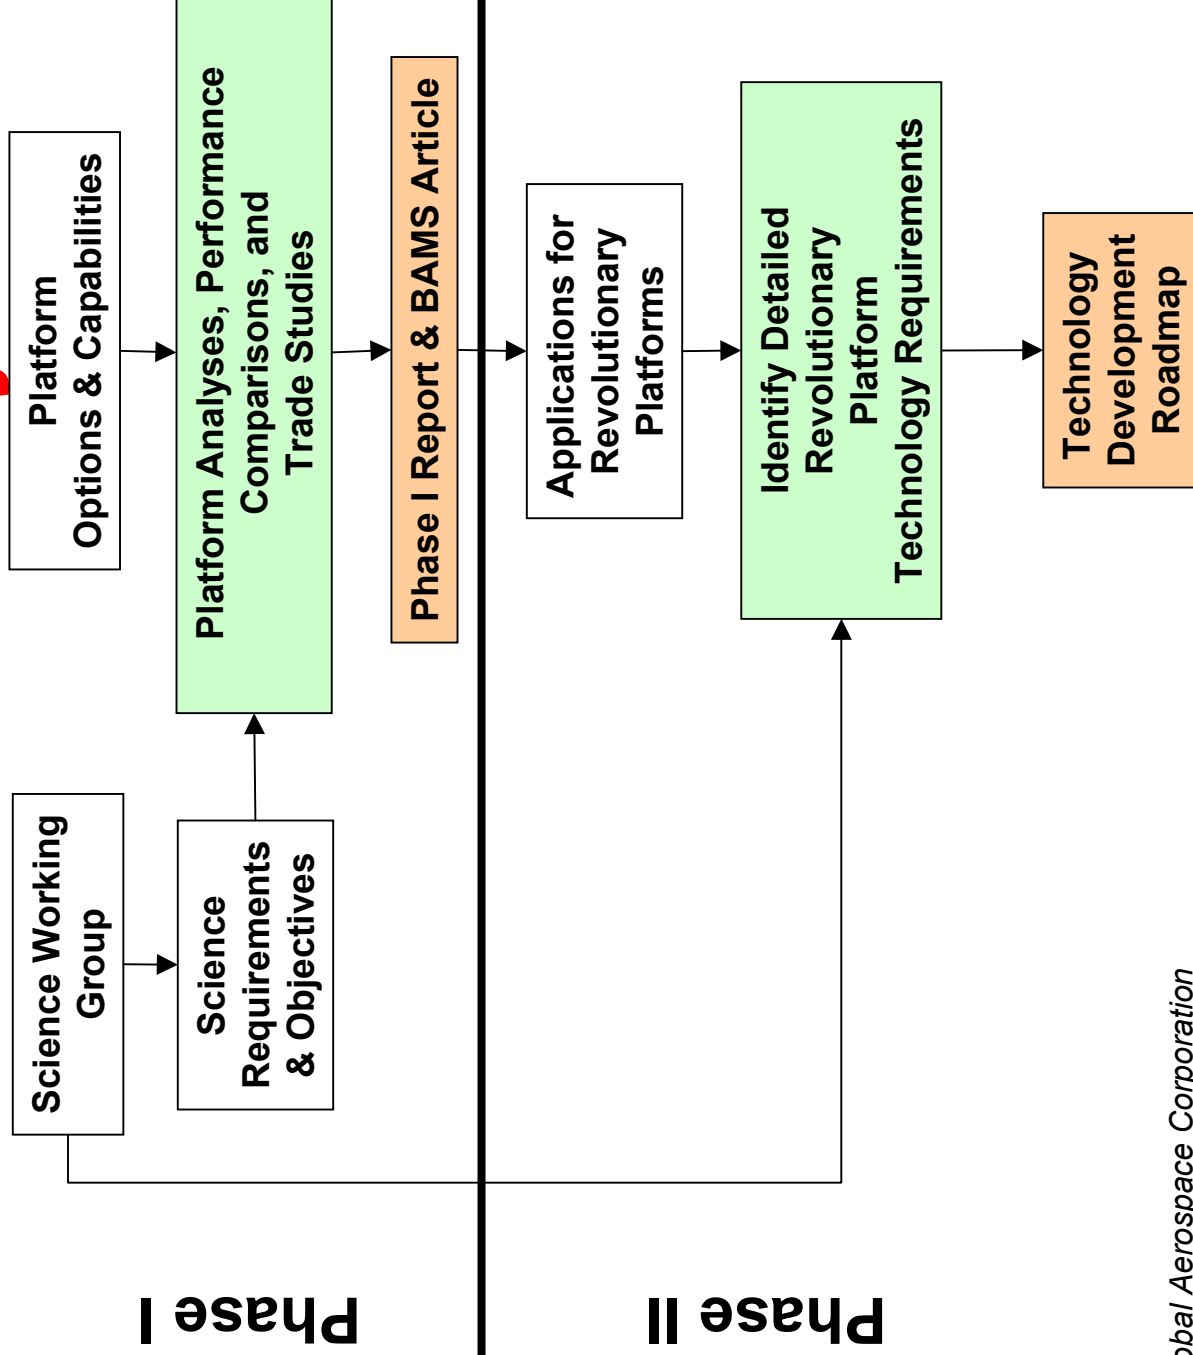 Platform
Options & Capabilities
Science Working
Group
Platform Analyses, Performance
Comparisons, and
Trade Studies
Science
Requirements
& Objectives
Phase I Report & BAMS Article
Phase I
Applications for
Revolutionary
Platforms
Identify Detailed
Revolutionary
Platform
Technology Requirements
Technology
Development
Roadmap
Phase II
Aerospace Corporation